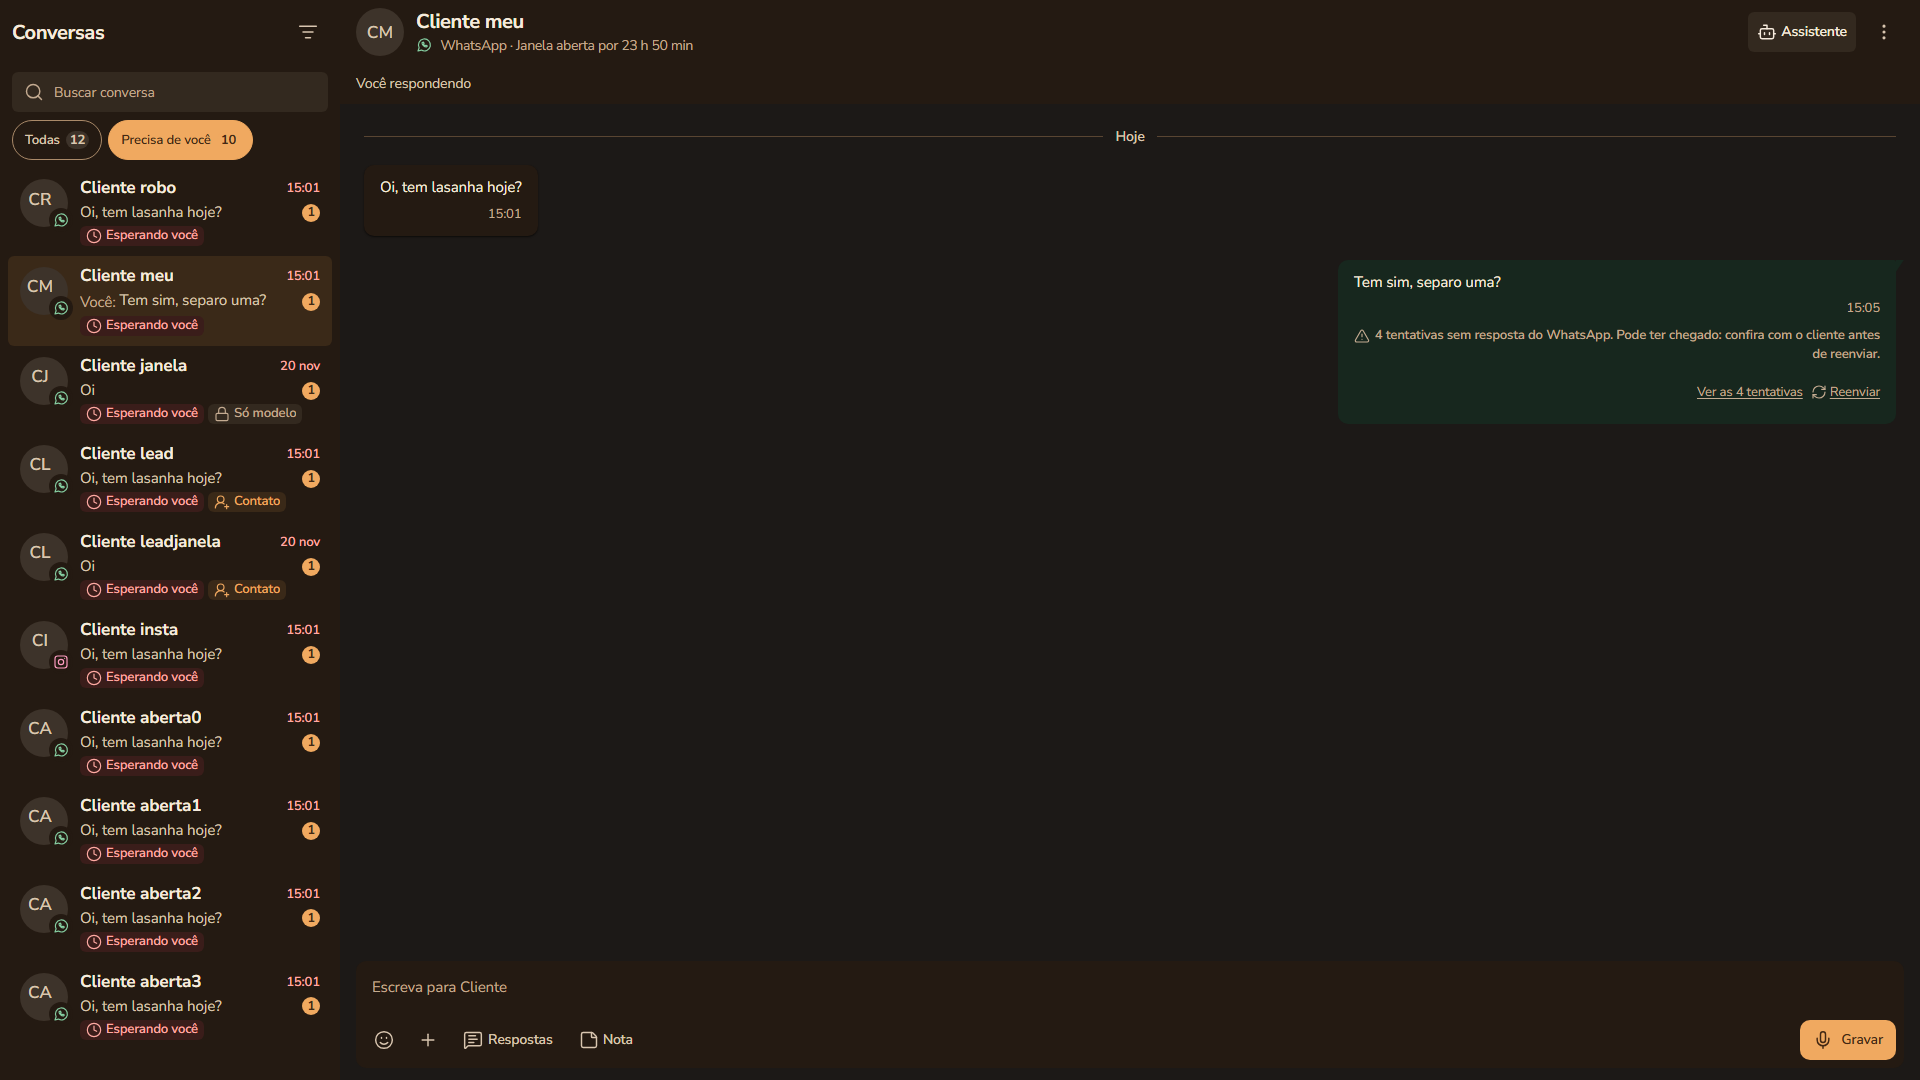 Conversas
Buscar conversa
Todas 12
Precisa de você 10
CR
Cliente robo
15:01
Oi, tem lasanha hoje?
1
Esperando você
CM
Cliente meu
15:01
Você: Tem sim, separo uma?
1
Esperando você
CJ
Cliente janela
20 nov
Oi
1
Esperando você
Só modelo
CL
Cliente lead
15:01
Oi, tem lasanha hoje?
1
Esperando você
Contato
CL
Cliente leadjanela
20 nov
Oi
1
Esperando você
Contato
CI
Cliente insta
15:01
Oi, tem lasanha hoje?
1
Esperando você
CA
Cliente aberta0
15:01
Oi, tem lasanha hoje?
1
Esperando você
CA
Cliente aberta1
15:01
Oi, tem lasanha hoje?
1
Esperando você
CA
Cliente aberta2
15:01
Oi, tem lasanha hoje?
1
Esperando você
CA
Cliente aberta3
15:01
Oi, tem lasanha hoje?
1
Esperando você
CM
Cliente meu
WhatsApp · Janela aberta por 23 h 50 min
Assistente
Você respondendo
Hoje
Oi, tem lasanha hoje?
15:01
Tem sim, separo uma?
15:05
4 tentativas sem resposta do WhatsApp. Pode ter chegado: confira com o cliente antes
de reenviar.
Ver as 4 tentativas
Reenviar
Escreva para Cliente
Respostas
Nota
Gravar